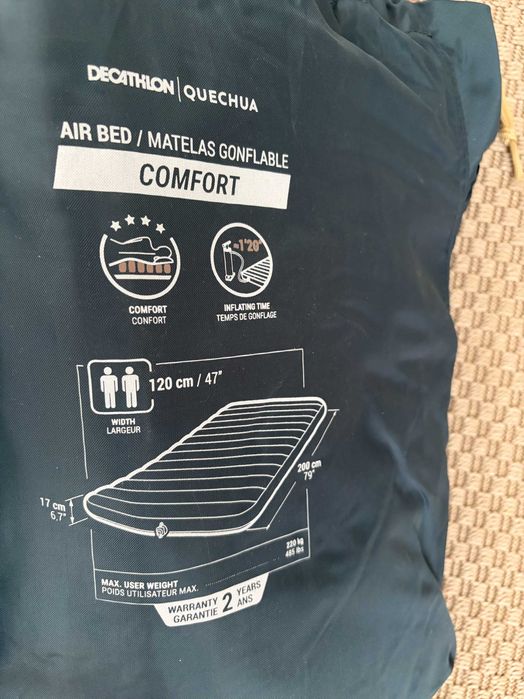 DECATHLON | QUECHUA
AIR BED / MATELAS GONFLABLE
COMFORT
≈1'20"
COMFORT
CONFORT
INFLATING TIME
TEMPS DE GONFLAGE
120 cm / 47"
WIDTH
LARGEUR
200 cm
79"
17 cm
6.7"
220 kg
485 lbs
MAX. USER WEIGHT
POIDS UTILISATEUR MAX.
WARRANTY 2 YEARS
GARANTIE ANS